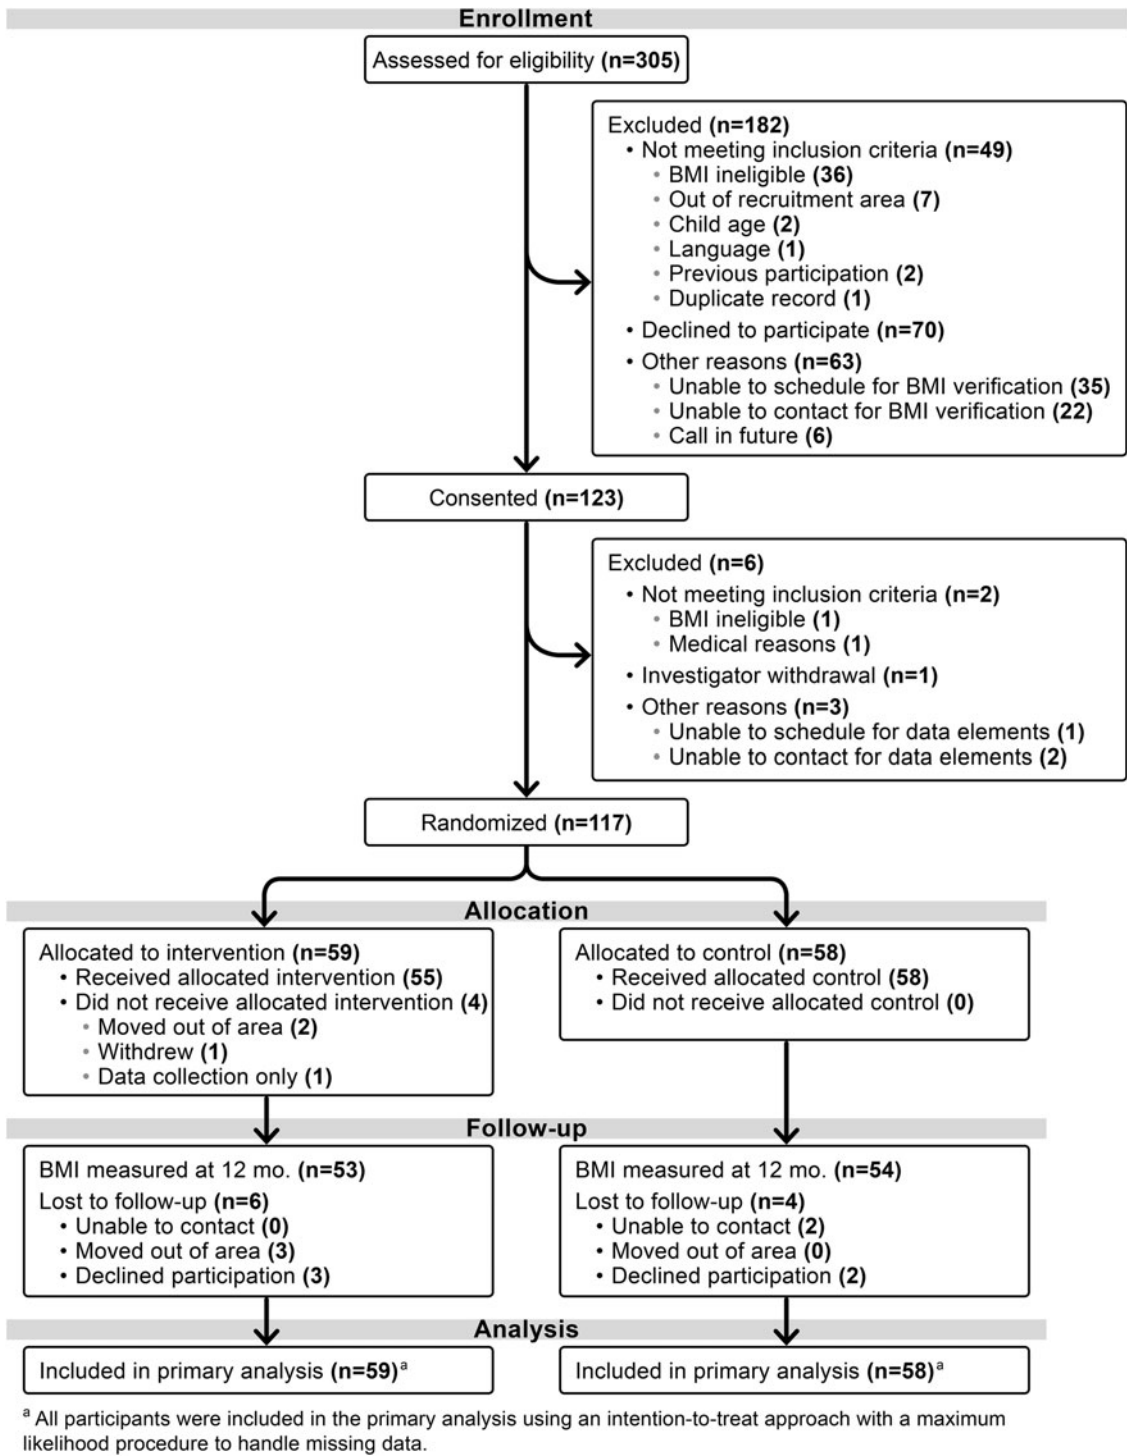 Enrollment
Assessed for eligibility (n=305)
Excluded (n=182)
• Not meeting inclusion criteria (n=49)
• BMI ineligible (36)
• Out of recruitment area (7)
• Child age (2)
• Language (1)
• Previous participation (2)
• Duplicate record (1)
• Declined to participate (n=70)
• Other reasons (n=63)
• Unable to schedule for BMI verification (35)
• Unable to contact for BMI verification (22)
• Call in future (6)
Consented (n=123)
Excluded (n=6)
• Not meeting inclusion criteria (n=2)
• BMI ineligible (1)
• Medical reasons (1)
• Investigator withdrawal (n=1)
• Other reasons (n=3)
• Unable to schedule for data elements (1)
• Unable to contact for data elements (2)
Randomized (n=117)
Allocation
Allocated to intervention (n=59)
• Received allocated intervention (55)
• Did not receive allocated intervention (4)
• Moved out of area (2)
• Withdrew (1)
• Data collection only (1)
Allocated to control (n=58)
• Received allocated control (58)
• Did not receive allocated control (0)
Follow-up
BMI measured at 12 mo. (n=53)
Lost to follow-up (n=6)
• Unable to contact (0)
• Moved out of area (3)
• Declined participation (3)
BMI measured at 12 mo. (n=54)
Lost to follow-up (n=4)
• Unable to contact (2)
• Moved out of area (0)
• Declined participation (2)
Analysis
Included in primary analysis (n=59)ᵃ
Included in primary analysis (n=58)ᵃ
ᵃ All participants were included in the primary analysis using an intention-to-treat approach with a maximum
likelihood procedure to handle missing data.